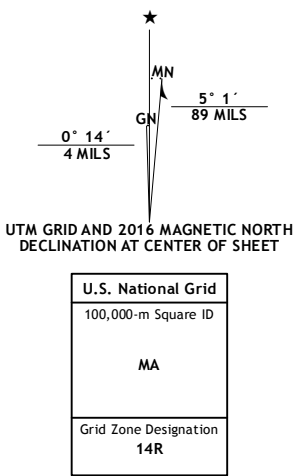 MN
GN
5° 1´
89 MILS
0° 14´
4 MILS
UTM GRID AND 2016 MAGNETIC NORTH
DECLINATION AT CENTER OF SHEET
U.S. National Grid
100,000-m Square ID
MA
Grid Zone Designation
14R